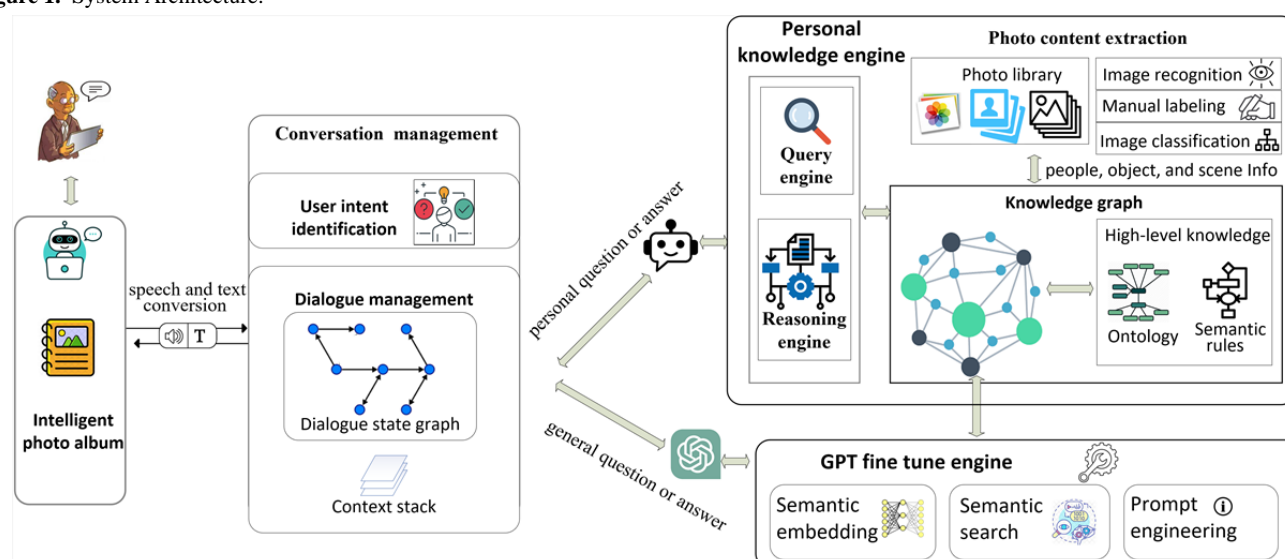 Figure 1. System Architecture.
Personal
knowledge engine
Photo content extraction
Photo library
Image recognition
Manual labeling
Image classification
Conversation management
User intent
identification
Query
engine
people, object, and scene Info
Knowledge graph
High-level knowledge
Ontology
Semantic
rules
speech and text
conversion
T
Dialogue management
Dialogue state graph
Context stack
Reasoning
engine
personal question or answer
Intelligent
photo album
general question or answer
GPT fine tune engine
Semantic
embedding
Semantic
search
Prompt
engineering